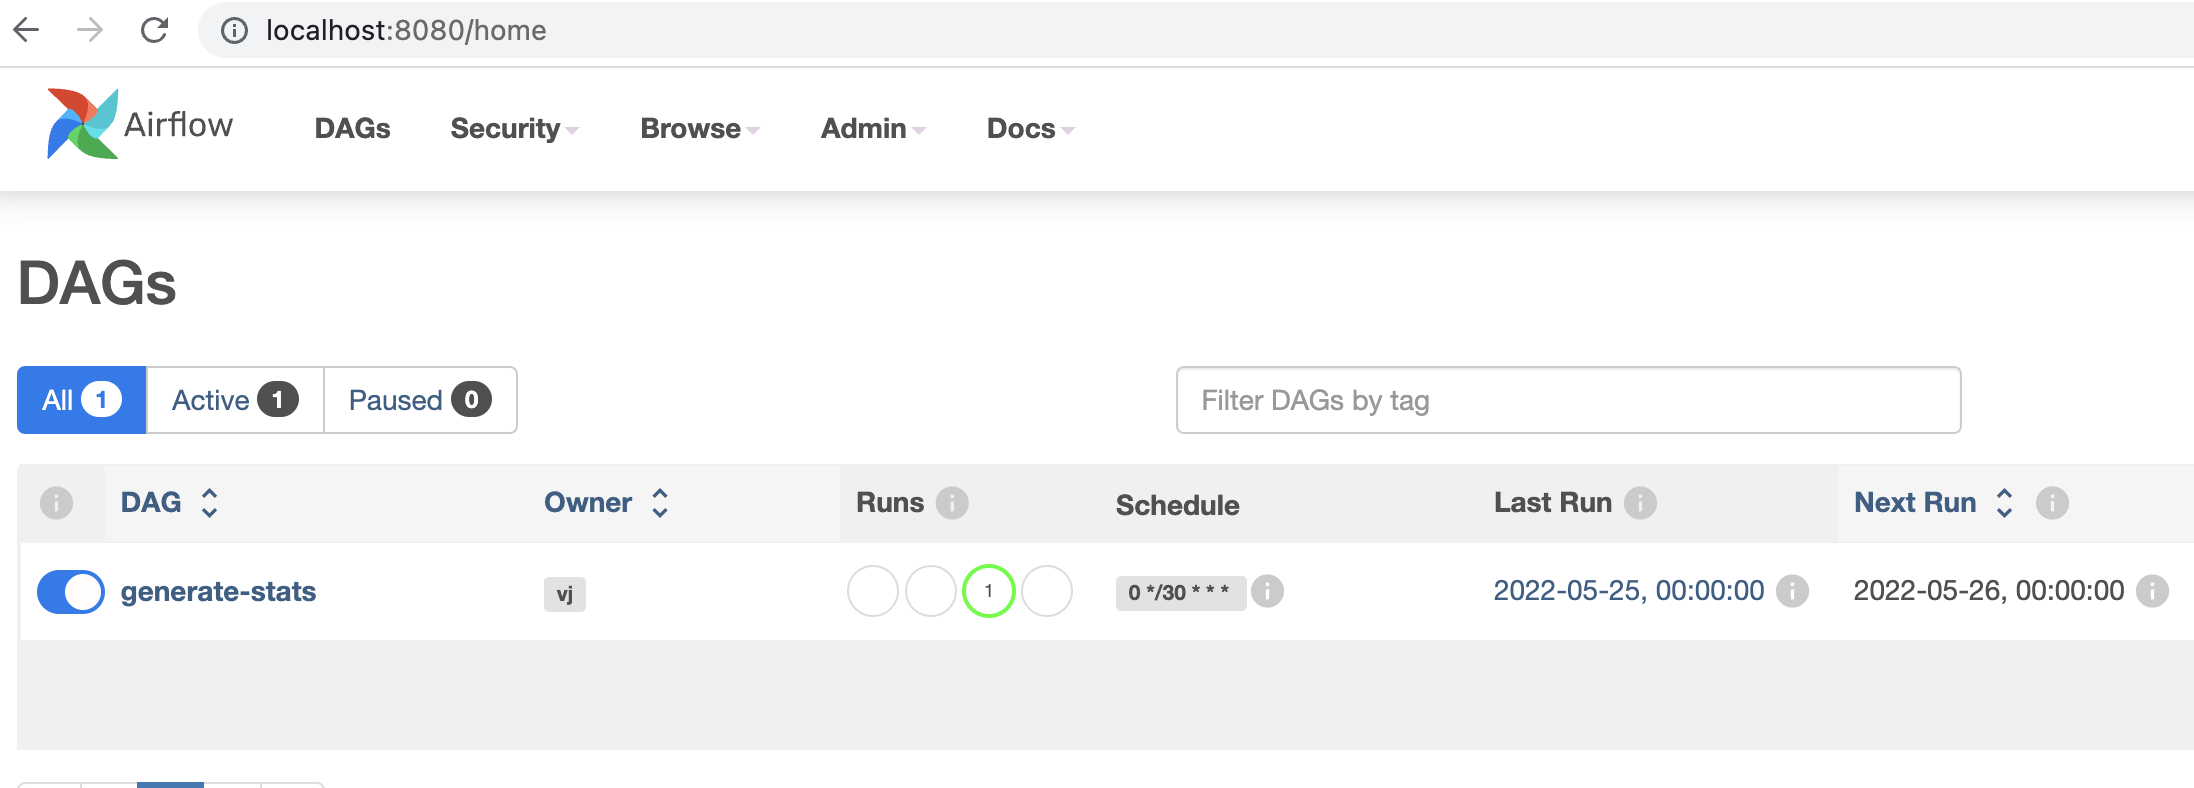 localhost:8080/home
Airflow DAGs Security Browse Admin Docs
DAGs
All 1 Active 1 Paused 0 Filter DAGs by tag
DAG Owner Runs Schedule Last Run Next Run
generate-stats vj 1 0 */30 * * * 2022-05-25, 00:00:00 2022-05-26, 00:00:00